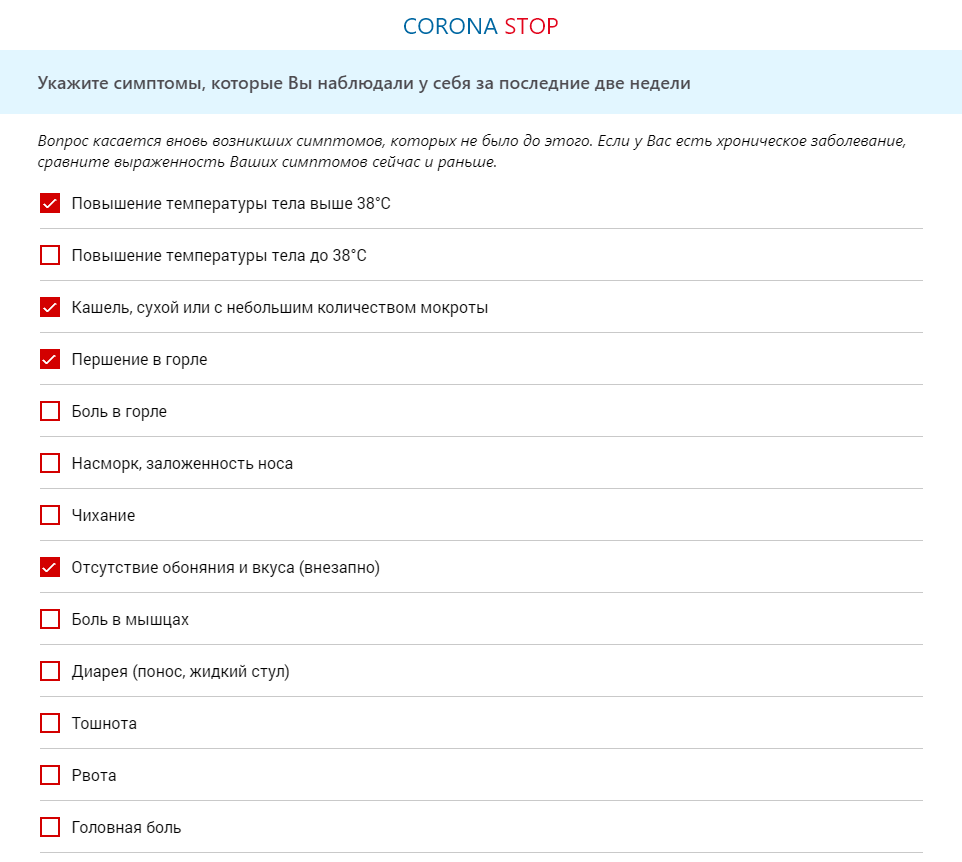 CORONA STOP
Укажите симптомы, которые Вы наблюдали у себя за последние две недели
Вопрос касается вновь возникших симптомов, которых не было до этого. Если у Вас есть хроническое заболевание,
сравните выраженность Ваших симптомов сейчас и раньше.
Повышение температуры тела выше 38°C
Повышение температуры тела до 38°C
Кашель, сухой или с небольшим количеством мокроты
Першение в горле
Боль в горле
Насморк, заложенность носа
Чихание
Отсутствие обоняния и вкуса (внезапно)
Боль в мышцах
Диарея (понос, жидкий стул)
Тошнота
Рвота
Головная боль